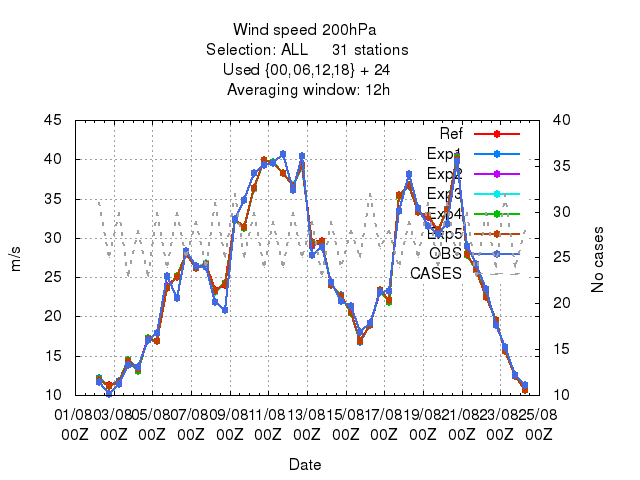 Wind speed 200hPa
Selection: ALL 31 stations
Used {00,06,12,18} + 24
Averaging window: 12h
45 40
40 35
35 30
30 25
25 20
20 15
15 10
10
m/s
No cases
Ref
Exp1
Exp2
Exp3
Exp4
Exp5
OBS
CASES
01/08 03/08 05/08 07/08 09/08 11/08 13/08 15/08 17/08 19/08 21/08 23/08 25/08
00Z 00Z 00Z 00Z 00Z 00Z 00Z 00Z 00Z 00Z 00Z 00Z 00Z
Date